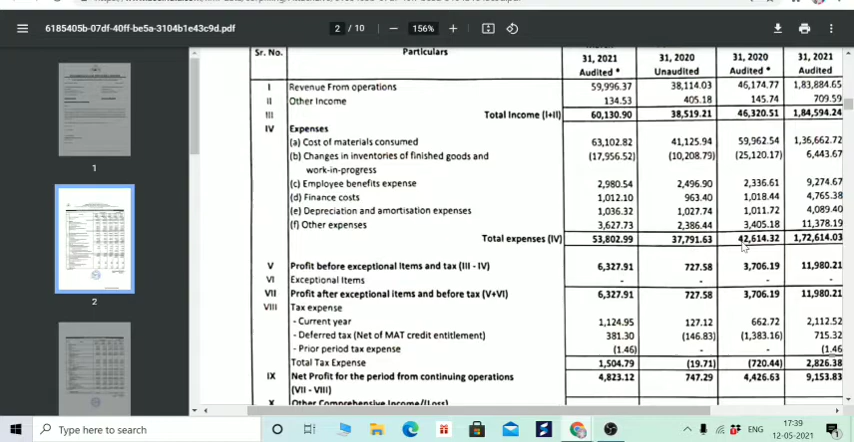 6185405b-07df-40ff-be5a-3104b1e43c9d.pdf 2 / 10 156%
Sr. No. Particulars 31, 2021 31, 2020 31, 2020 31, 2021
Audited * Unaudited Audited * Audited
I Revenue From operations 59,996.37 38,114.03 46,174.77 1,83,884.65
II Other Income 134.53 405.18 145.74 709.59
III Total Income (I+II) 60,130.90 38,519.21 46,320.51 1,84,594.24
IV Expenses
(a) Cost of materials consumed 63,102.82 41,125.94 59,962.54 1,36,662.72
(b) Changes in inventories of finished goods and (17,956.52) (10,208.79) (25,120.17) 6,443.67
work-in-progress
(c) Employee benefits expense 2,980.54 2,496.90 2,336.61 9,274.67
(d) Finance costs 1,012.10 963.40 1,018.44 4,765.38
(e) Depreciation and amortisation expenses 1,036.32 1,027.74 1,011.72 4,089.40
(f) Other expenses 3,627.73 2,386.44 3,405.18 11,378.19
Total expenses (IV) 53,802.99 37,791.63 42,614.32 1,72,614.03
V Profit before exceptional Items and tax (III - IV) 6,327.91 727.58 3,706.19 11,980.21
VI Exceptional Items - - - -
VII Profit after exceptional Items and before tax (V+VI) 6,327.91 727.58 3,706.19 11,980.21
VIII Tax expense
- Current year 1,124.95 127.12 662.72 2,112.52
- Deferred tax (Net of MAT credit entitlement) 381.30 (146.83) (1,383.16) 715.32
- Prior period tax expense (1.46) - - (1.46
Total Tax Expense 1,504.79 (19.71) (720.44) 2,826.38
IX Net Profit for the period from continuing operations 4,823.12 747.29 4,426.63 9,153.83
(VII - VIII)
X Other Comprehensive Income/(Loss)
1
2
Type here to search
ENG
17:39
12-05-2021
1